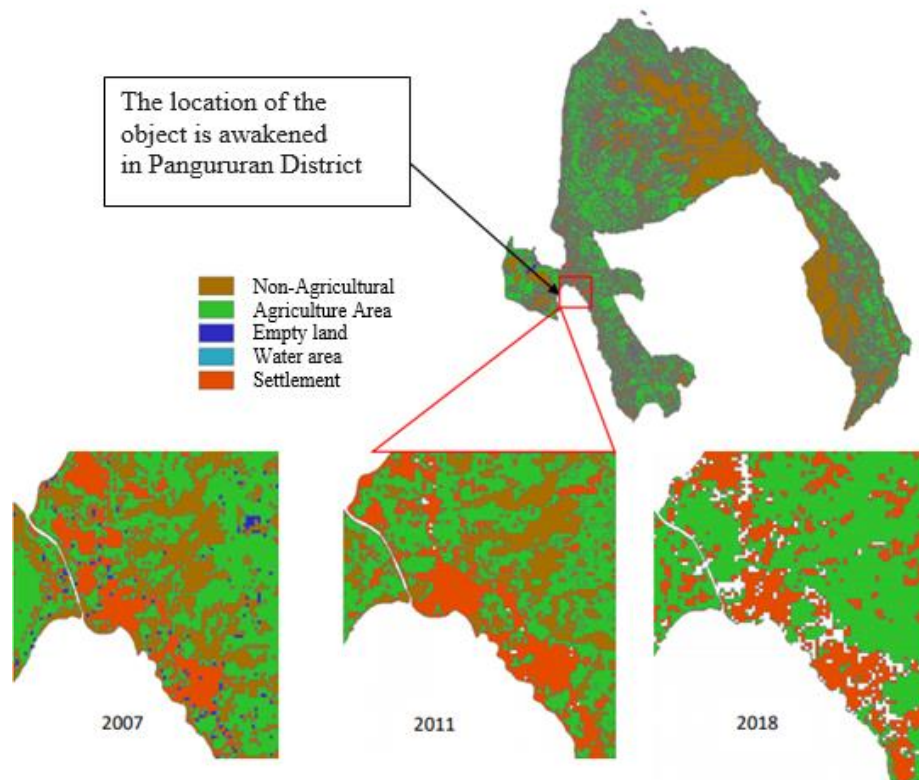 The location of the
object is awakened
in Pangururan District
Non-Agricultural
Agriculture Area
Empty land
Water area
Settlement
2007
2011
2018